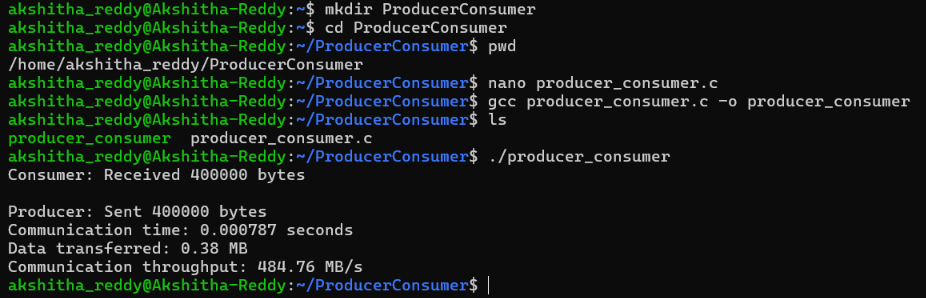 akshitha_reddy@Akshitha-Reddy:~$ mkdir ProducerConsumer
akshitha_reddy@Akshitha-Reddy:~$ cd ProducerConsumer
akshitha_reddy@Akshitha-Reddy:~/ProducerConsumer$ pwd
/home/akshitha_reddy/ProducerConsumer
akshitha_reddy@Akshitha-Reddy:~/ProducerConsumer$ nano producer_consumer.c
akshitha_reddy@Akshitha-Reddy:~/ProducerConsumer$ gcc producer_consumer.c -o producer_consumer
akshitha_reddy@Akshitha-Reddy:~/ProducerConsumer$ ls
producer_consumer  producer_consumer.c
akshitha_reddy@Akshitha-Reddy:~/ProducerConsumer$ ./producer_consumer
Consumer: Received 400000 bytes

Producer: Sent 400000 bytes
Communication time: 0.000787 seconds
Data transferred: 0.38 MB
Communication throughput: 484.76 MB/s
akshitha_reddy@Akshitha-Reddy:~/ProducerConsumer$